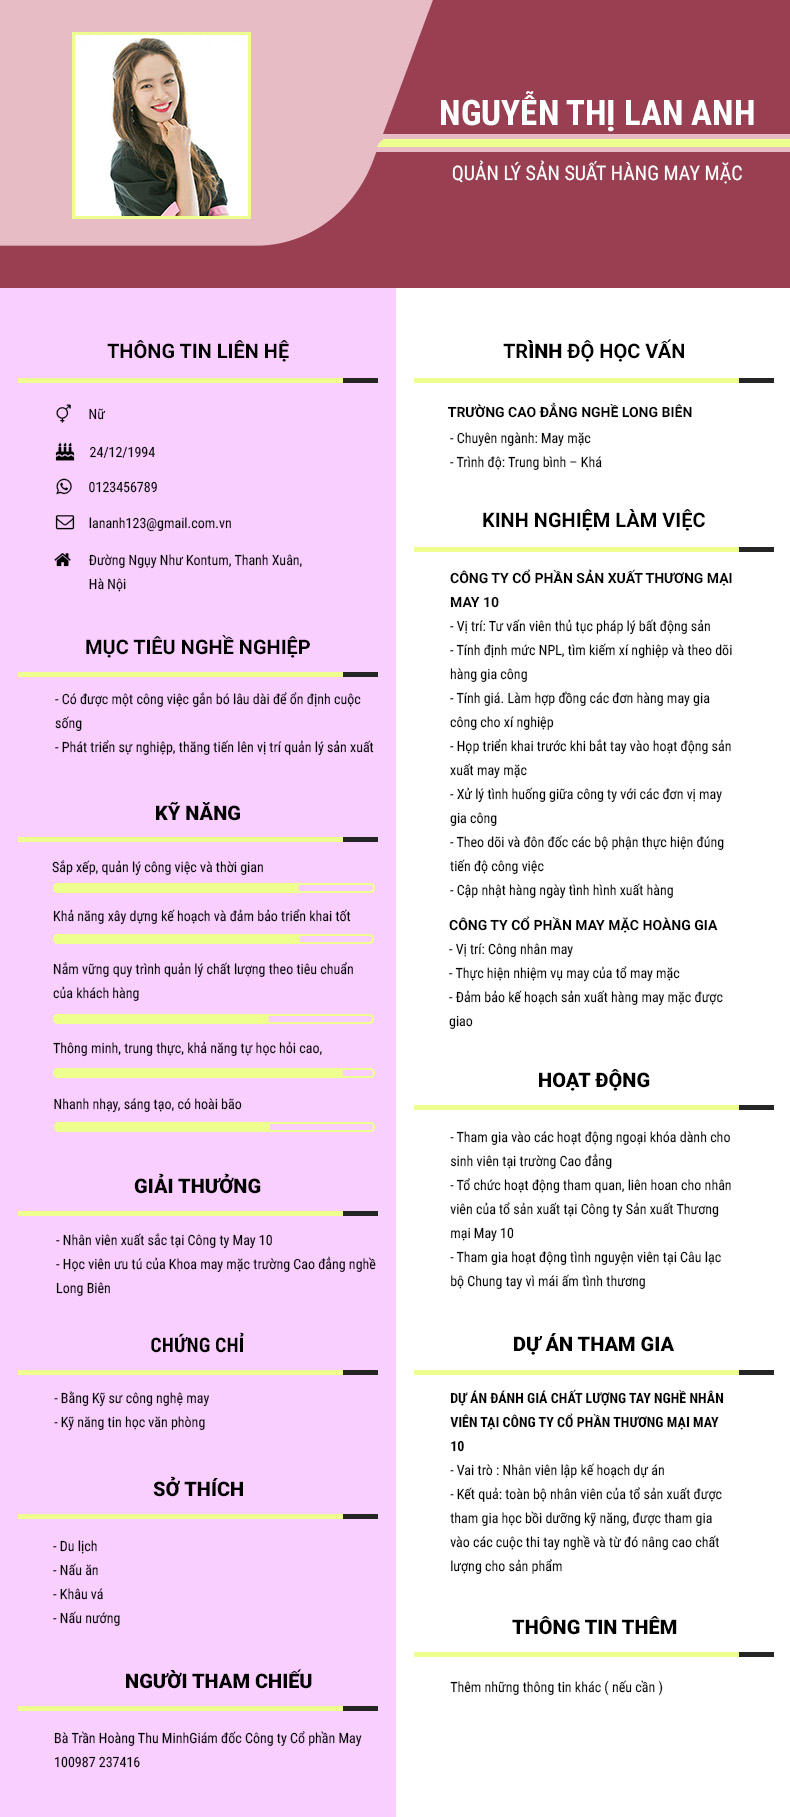 NGUYỄN THỊ LAN ANH
QUẢN LÝ SẢN SUẤT HÀNG MAY MẶC
THÔNG TIN LIÊN HỆ
Nữ
24/12/1994
0123456789
lananh123@gmail.com.vn
Đường Ngụy Như Kontum, Thanh Xuân,
Hà Nội
MỤC TIÊU NGHỀ NGHIỆP
- Có được một công việc gắn bó lâu dài để ổn định cuộc
sống
- Phát triển sự nghiệp, thăng tiến lên vị trí quản lý sản xuất
KỸ NĂNG
Sắp xếp, quản lý công việc và thời gian
Khả năng xây dựng kế hoạch và đảm bảo triển khai tốt
Nắm vững quy trình quản lý chất lượng theo tiêu chuẩn
của khách hàng
Thông minh, trung thực, khả năng tự học hỏi cao,
Nhanh nhạy, sáng tạo, có hoài bão
GIẢI THƯỞNG
- Nhân viên xuất sắc tại Công ty May 10
- Học viên ưu tú của Khoa may mặc trường Cao đẳng nghề
Long Biên
CHỨNG CHỈ
- Bằng Kỹ sư công nghệ may
- Kỹ năng tin học văn phòng
SỞ THÍCH
- Du lịch
- Nấu ăn
- Khâu vá
- Nấu nướng
NGƯỜI THAM CHIẾU
Bà Trần Hoàng Thu MinhGiám đốc Công ty Cổ phần May
100987 237416
TRÌNH ĐỘ HỌC VẤN
TRƯỜNG CAO ĐẲNG NGHỀ LONG BIÊN
- Chuyên ngành: May mặc
- Trình độ: Trung bình – Khá
KINH NGHIỆM LÀM VIỆC
CÔNG TY CỔ PHẦN SẢN XUẤT THƯƠNG MẠI
MAY 10
- Vị trí: Tư vấn viên thủ tục pháp lý bất động sản
- Tính định mức NPL, tìm kiếm xí nghiệp và theo dõi
hàng gia công
- Tính giá. Làm hợp đồng các đơn hàng may gia
công cho xí nghiệp
- Họp triển khai trước khi bắt tay vào hoạt động sản
xuất may mặc
- Xử lý tình huống giữa công ty với các đơn vị may
gia công
- Theo dõi và đôn đốc các bộ phận thực hiện đúng
tiến độ công việc
- Cập nhật hàng ngày tình hình xuất hàng
CÔNG TY CỔ PHẦN MAY MẶC HOÀNG GIA
- Vị trí: Công nhân may
- Thực hiện nhiệm vụ may của tổ may mặc
- Đảm bảo kế hoạch sản xuất hàng may mặc được
giao
HOẠT ĐỘNG
- Tham gia vào các hoạt động ngoại khóa dành cho
sinh viên tại trường Cao đẳng
- Tổ chức hoạt động tham quan, liên hoan cho nhân
viên của tổ sản xuất tại Công ty Sản xuất Thương
mại May 10
- Tham gia hoạt động tình nguyện viên tại Câu lạc
bộ Chung tay vì mái ấm tình thương
DỰ ÁN THAM GIA
DỰ ÁN ĐÁNH GIÁ CHẤT LƯỢNG TAY NGHỀ NHÂN
VIÊN TẠI CÔNG TY CỔ PHẦN THƯƠNG MẠI MAY
10
- Vai trò : Nhân viên lập kế hoạch dự án
- Kết quả: toàn bộ nhân viên của tổ sản xuất được
tham gia học bồi dưỡng kỹ năng, được tham gia
vào các cuộc thi tay nghề và từ đó nâng cao chất
lượng cho sản phẩm
THÔNG TIN THÊM
Thêm những thông tin khác ( nếu cần )